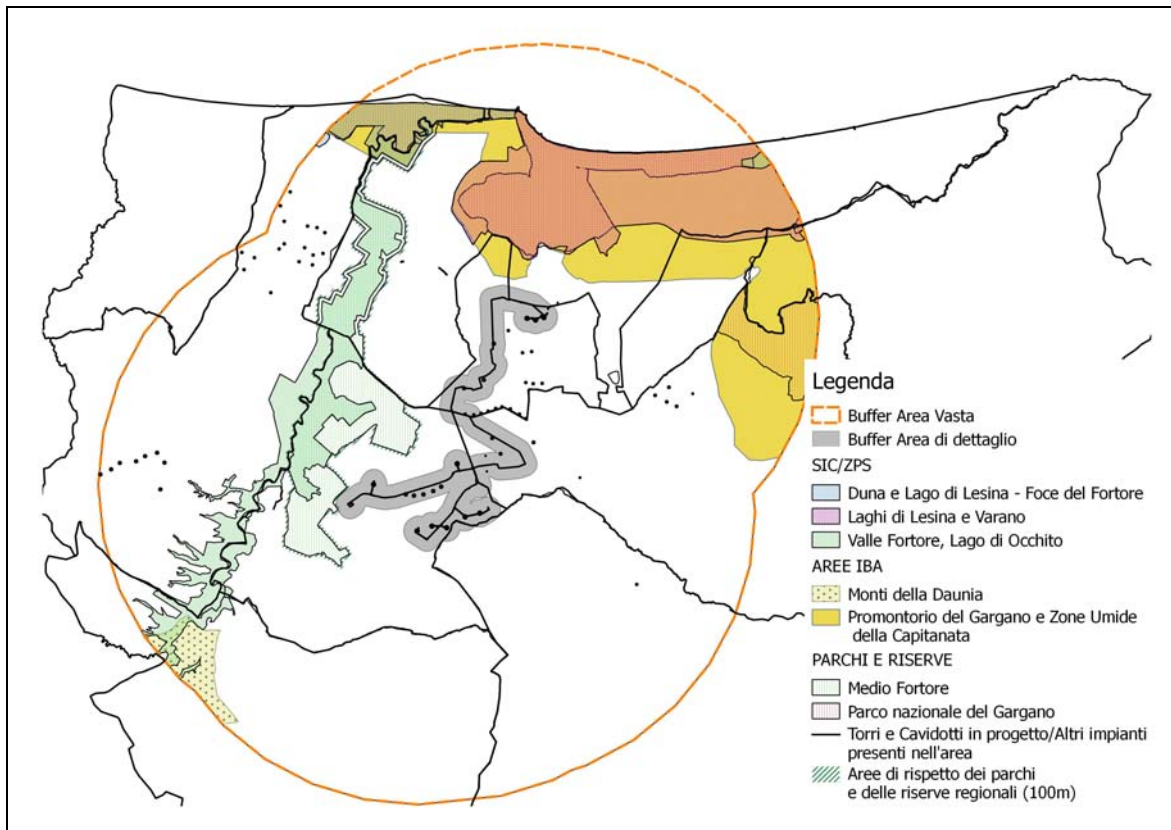 Legenda
Buffer Area Vasta
Buffer Area di dettaglio
SIC/ZPS
Duna e Lago di Lesina - Foce del Fortore
Laghi di Lesina e Varano
Valle Fortore, Lago di Occhito
AREE IBA
Monti della Daunia
Promontorio del Gargano e Zone Umide
della Capitanata
PARCHI E RISERVE
Medio Fortore
Parco nazionale del Gargano
Torri e Cavidotti in progetto/Altri impianti
presenti nell'area
Aree di rispetto dei parchi
e delle riserve regionali (100m)